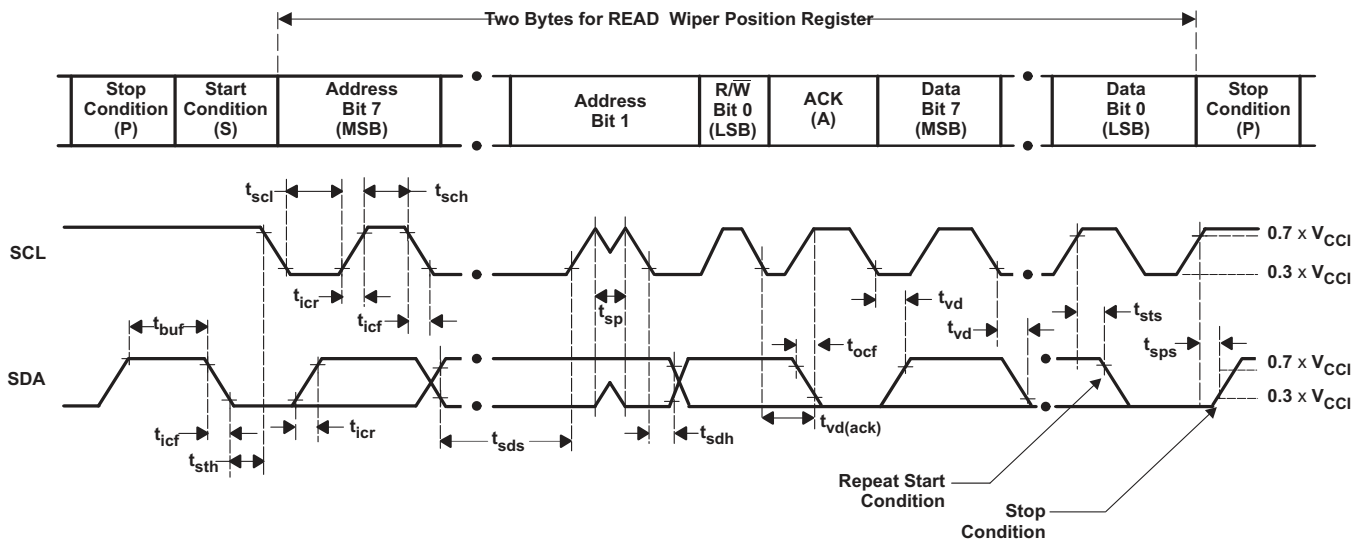 Two Bytes for READ Wiper Position Register
Stop
Condition
(P)
Start
Condition
(S)
Address
Bit 7
(MSB)
Address
Bit 1
R/W̅
Bit 0
(LSB)
ACK
(A)
Data
Bit 7
(MSB)
Data
Bit 0
(LSB)
Stop
Condition
(P)
tscl
tsch
SCL
0.7 x VCCI
0.3 x VCCI
ticr
ticf
tsp
tvd
tvd
tsts
tbuf
tocf
tsps
SDA
0.7 x VCCI
0.3 x VCCI
ticf
ticr
tsth
tsds
tsdh
tvd(ack)
Repeat Start
Condition
Stop
Condition